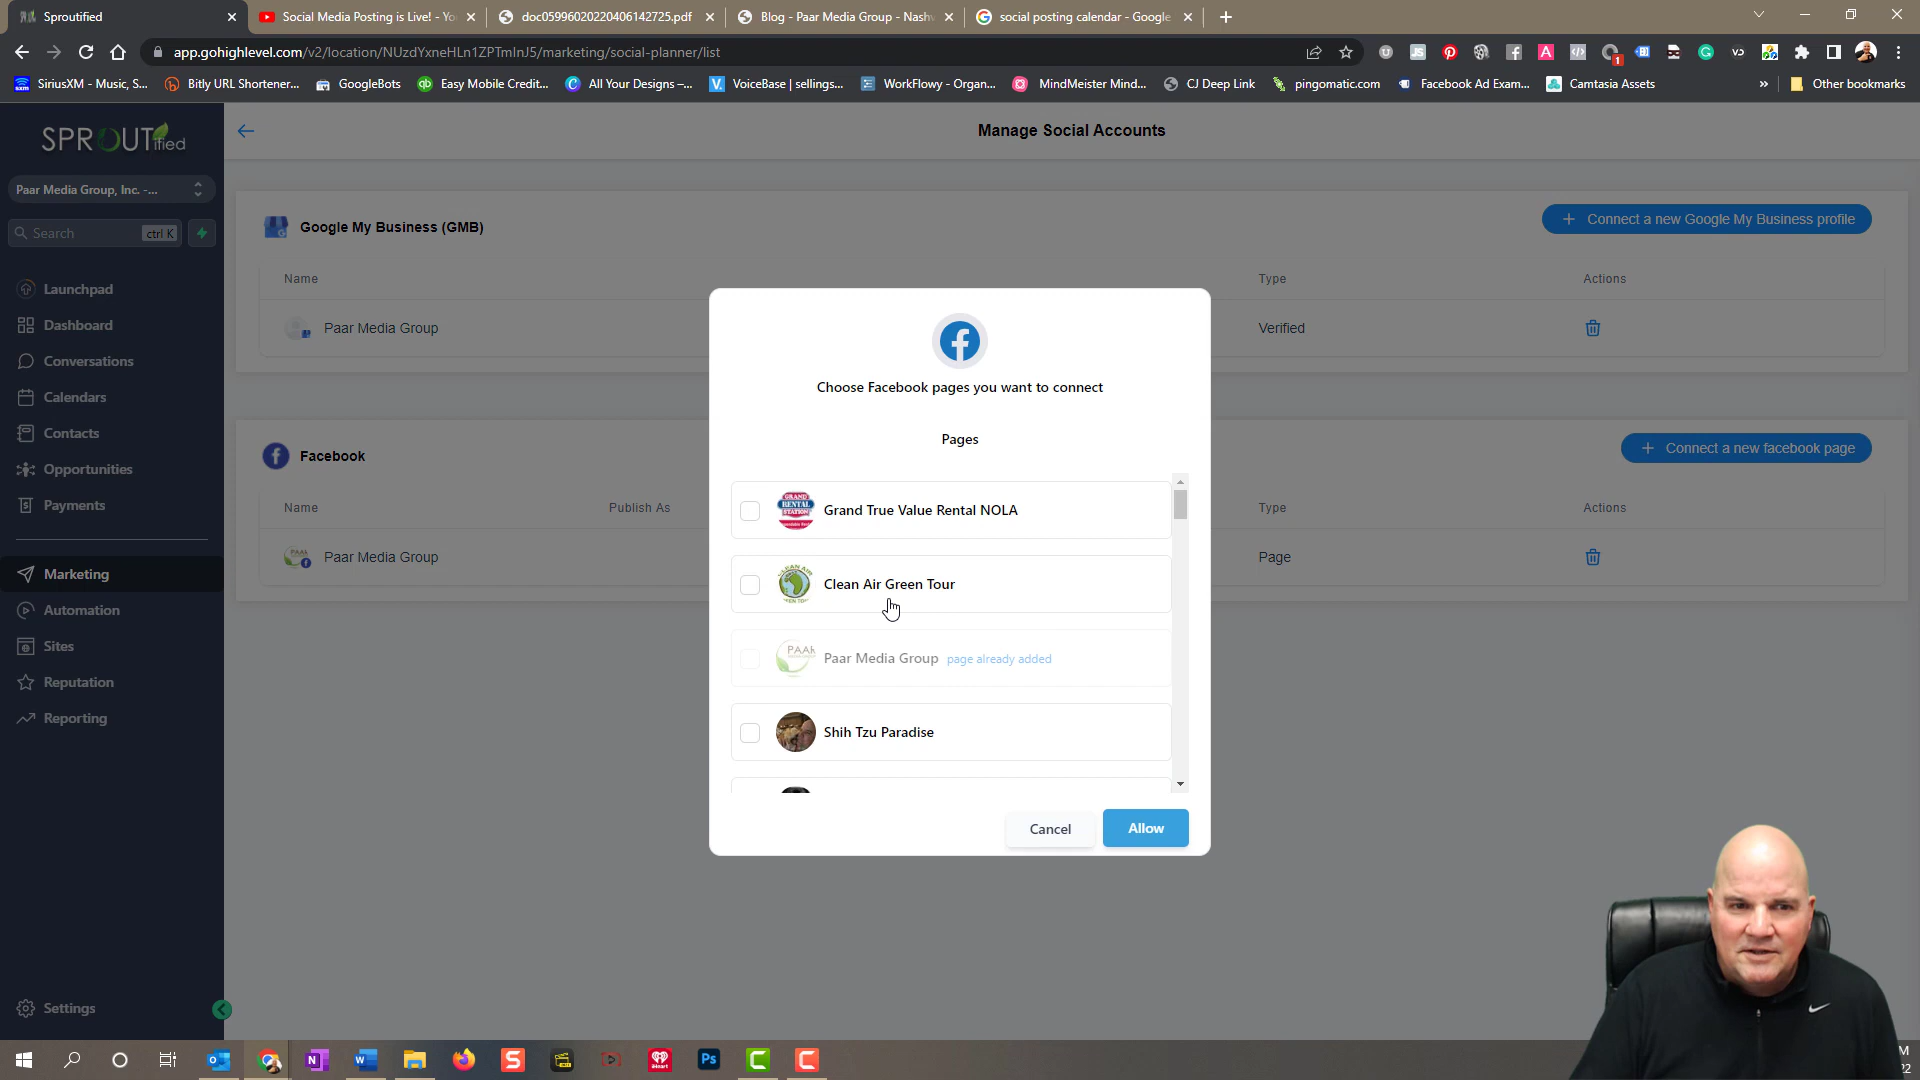 Sproutified
Social Media Posting is Live! - Yo
doc05996020220406142725.pdf
Blog - Paar Media Group - Nashv
social posting calendar - Google
app.gohighlevel.com/v2/location/NUzdYxneHLn1ZPTmInJ5/marketing/social-planner/list
SiriusXM - Music, S...
Bitly URL Shortener...
GoogleBots
Easy Mobile Credit...
All Your Designs –...
VoiceBase | sellings...
WorkFlowy - Organ...
MindMeister Mind...
CJ Deep Link
pingomatic.com
Facebook Ad Exam...
Camtasia Assets
»
Other bookmarks
SPROUTified
Manage Social Accounts
Paar Media Group, Inc. -...
Search
ctrl K
Launchpad
Dashboard
Conversations
Calendars
Contacts
Opportunities
Payments
Marketing
Automation
Sites
Reputation
Reporting
Settings
Google My Business (GMB)
+ Connect a new Google My Business profile
Name
Type
Actions
Paar Media Group
Verified
Facebook
+ Connect a new facebook page
Name
Publish As
Type
Actions
Paar Media Group
Page
Choose Facebook pages you want to connect
Pages
GRAND
RENTAL
STATION
Grand True Value Rental NOLA
CLEAN AIR
Clean Air Green Tour
PAAR
Paar Media Group page already added
Shih Tzu Paradise
Cancel
Allow